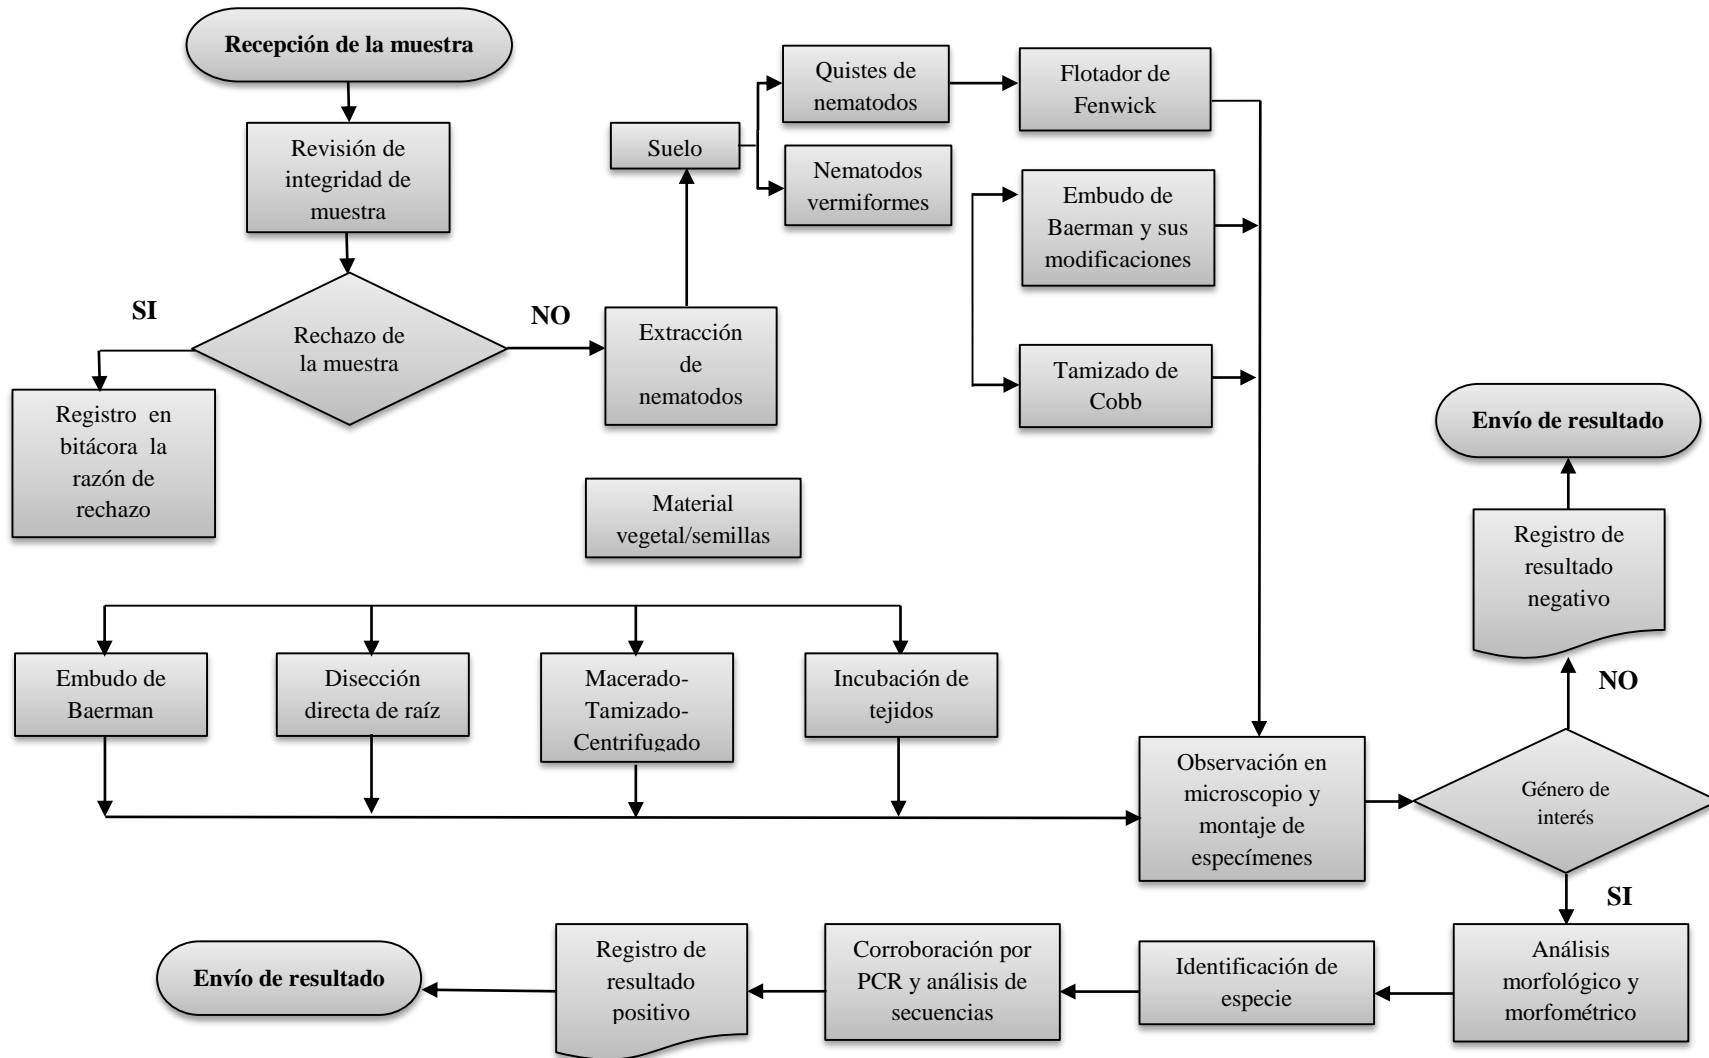 Recepción de la muestra
Revisión de
integridad de
muestra
SI
Rechazo de
la muestra
NO
Registro en
bitácora la
razón de
rechazo
Extracción
de
nematodos
Suelo
Quistes de
nematodos
Nematodos
vermiformes
Flotador de
Fenwick
Embudo de
Baerman y sus
modificaciones
Tamizado de
Cobb
Material
vegetal/semillas
Embudo de
Baerman
Disección
directa de raíz
Macerado-
Tamizado-
Centrifugado
Incubación de
tejidos
Observación en
microscopio y
montaje de
especímenes
Género de
interés
NO
Registro de
resultado
negativo
Envío de resultado
SI
Análisis
morfológico y
morfométrico
Identificación de
especie
Corroboración por
PCR y análisis de
secuencias
Registro de
resultado
positivo
Envío de resultado